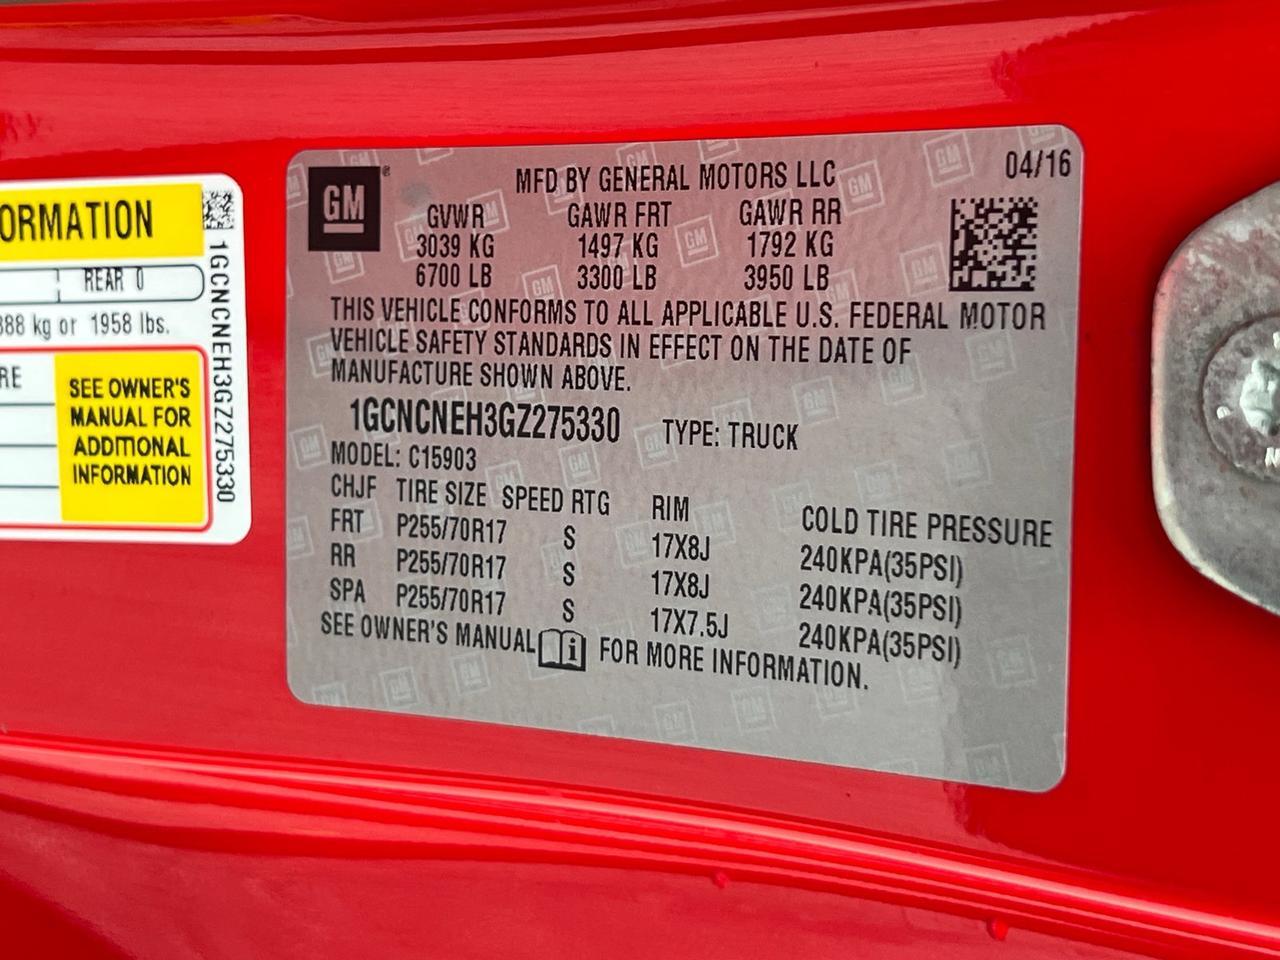 ORMATION
REAR 0
888 kg or 1958 lbs.
RE
SEE OWNER'S
MANUAL FOR
ADDITIONAL
INFORMATION
1GCNCNEH3GZ275330
GM
MFD BY GENERAL MOTORS LLC
04/16
GVWR GAWR FRT GAWR RR
3039 KG 1497 KG 1792 KG
6700 LB 3300 LB 3950 LB
THIS VEHICLE CONFORMS TO ALL APPLICABLE U.S. FEDERAL MOTOR
VEHICLE SAFETY STANDARDS IN EFFECT ON THE DATE OF
MANUFACTURE SHOWN ABOVE.
1GCNCNEH3GZ275330 TYPE: TRUCK
MODEL: C15903
CHJF TIRE SIZE SPEED RTG RIM COLD TIRE PRESSURE
FRT P255/70R17 S 17X8J 240KPA(35PSI)
RR P255/70R17 S 17X8J 240KPA(35PSI)
SPA P255/70R17 S 17X7.5J 240KPA(35PSI)
SEE OWNER'S MANUAL i FOR MORE INFORMATION.